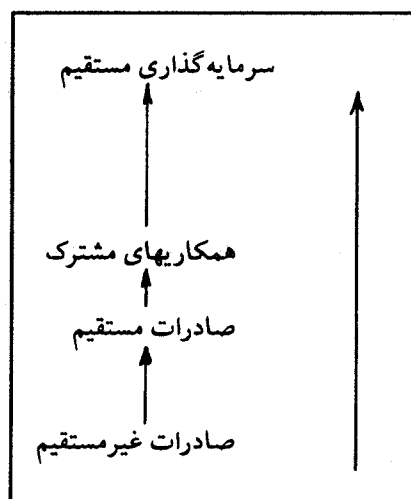 سرمایه‌گذاری مستقیم
همکاریهای مشترک
صادرات مستقیم
صادرات غیرمستقیم